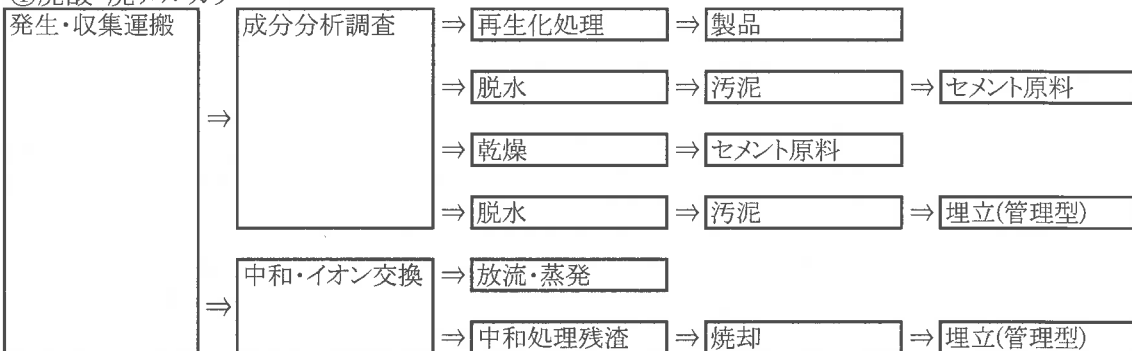 発生・収集運搬 成分分析調査 ⇒ 再生化処理 ⇒ 製品
⇒ 脱水 ⇒ 汚泥 ⇒ セメント原料
⇒
⇒ 乾燥 ⇒ セメント原料
⇒ 脱水 ⇒ 汚泥 ⇒ 埋立(管理型)
中和・イオン交換 ⇒ 放流・蒸発
⇒
⇒ 中和処理残渣 ⇒ 焼却 ⇒ 埋立(管理型)